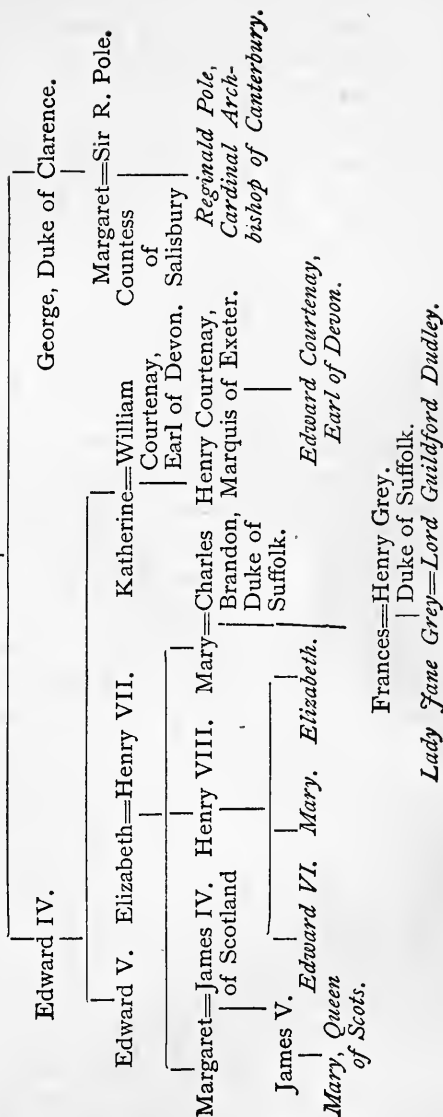 Edward IV.
George, Duke of Clarence.
Edward V. Elizabeth=Henry VII.
Katherine=William
Courtenay,
Earl of Devon.
Margaret=Sir R. Pole.
Countess
of
Salisbury
Margaret=James IV.
of Scotland
Henry VIII.
Mary=Charles
Brandon,
Duke of
Suffolk.
Henry Courtenay,
Marquis of Exeter.
Reginald Pole,
Cardinal Arch-
bishop of Canterbury.
James V.
Edward VI. Mary. Elizabeth.
Edward Courtenay,
Earl of Devon.
Mary, Queen
of Scots.
Frances=Henry Grey.
Duke of Suffolk.
Lady Jane Grey=Lord Guildford Dudley.